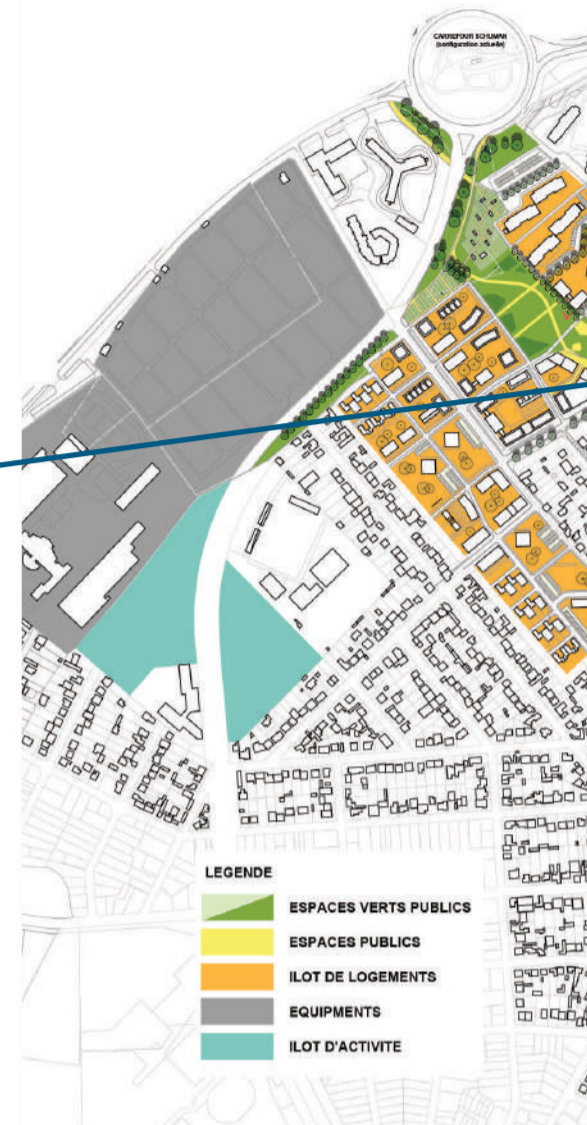 CARREFOUR SCHUMAN
(configuration actuelle)
LEGENDE
ESPACES VERTS PUBLICS
ESPACES PUBLICS
ILOT DE LOGEMENTS
EQUIPMENTS
ILOT D'ACTIVITE